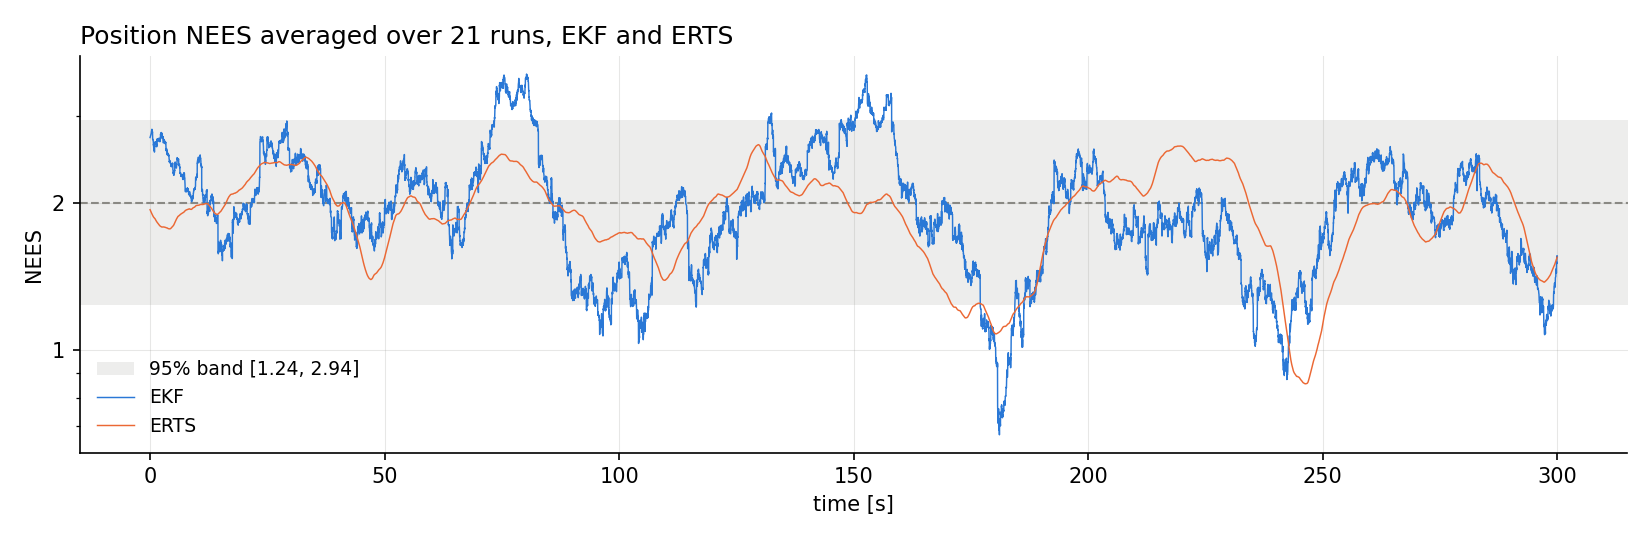 Position NEES averaged over 21 runs, EKF and ERTS
NEES
2
1
95% band [1.24, 2.94]
EKF
ERTS
0 50 100 150 200 250 300
time [s]